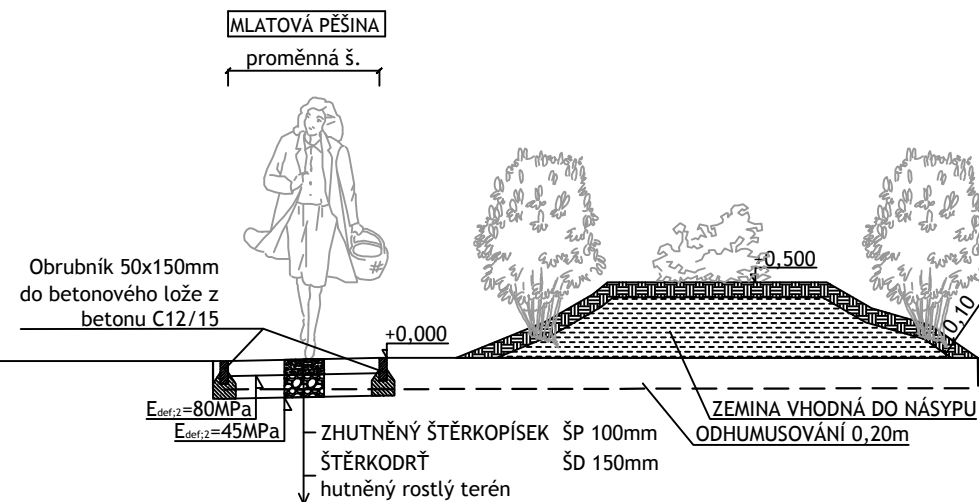 MLATOVÁ PĚŠINA
proměnná š.
Obrubník 50x150mm
do betonového lože z
betonu C12/15
+0,000
+0,500
0,10
Edef;2=80MPa
Edef;2=45MPa
ZEMINA VHODNÁ DO NÁSYPU
ODHUMUSOVÁNÍ 0,20m
ZHUTNĚNÝ ŠTĚRKOPÍSEK ŠP 100mm
ŠTĚRKODRŤ ŠD 150mm
hutněný rostlý terén